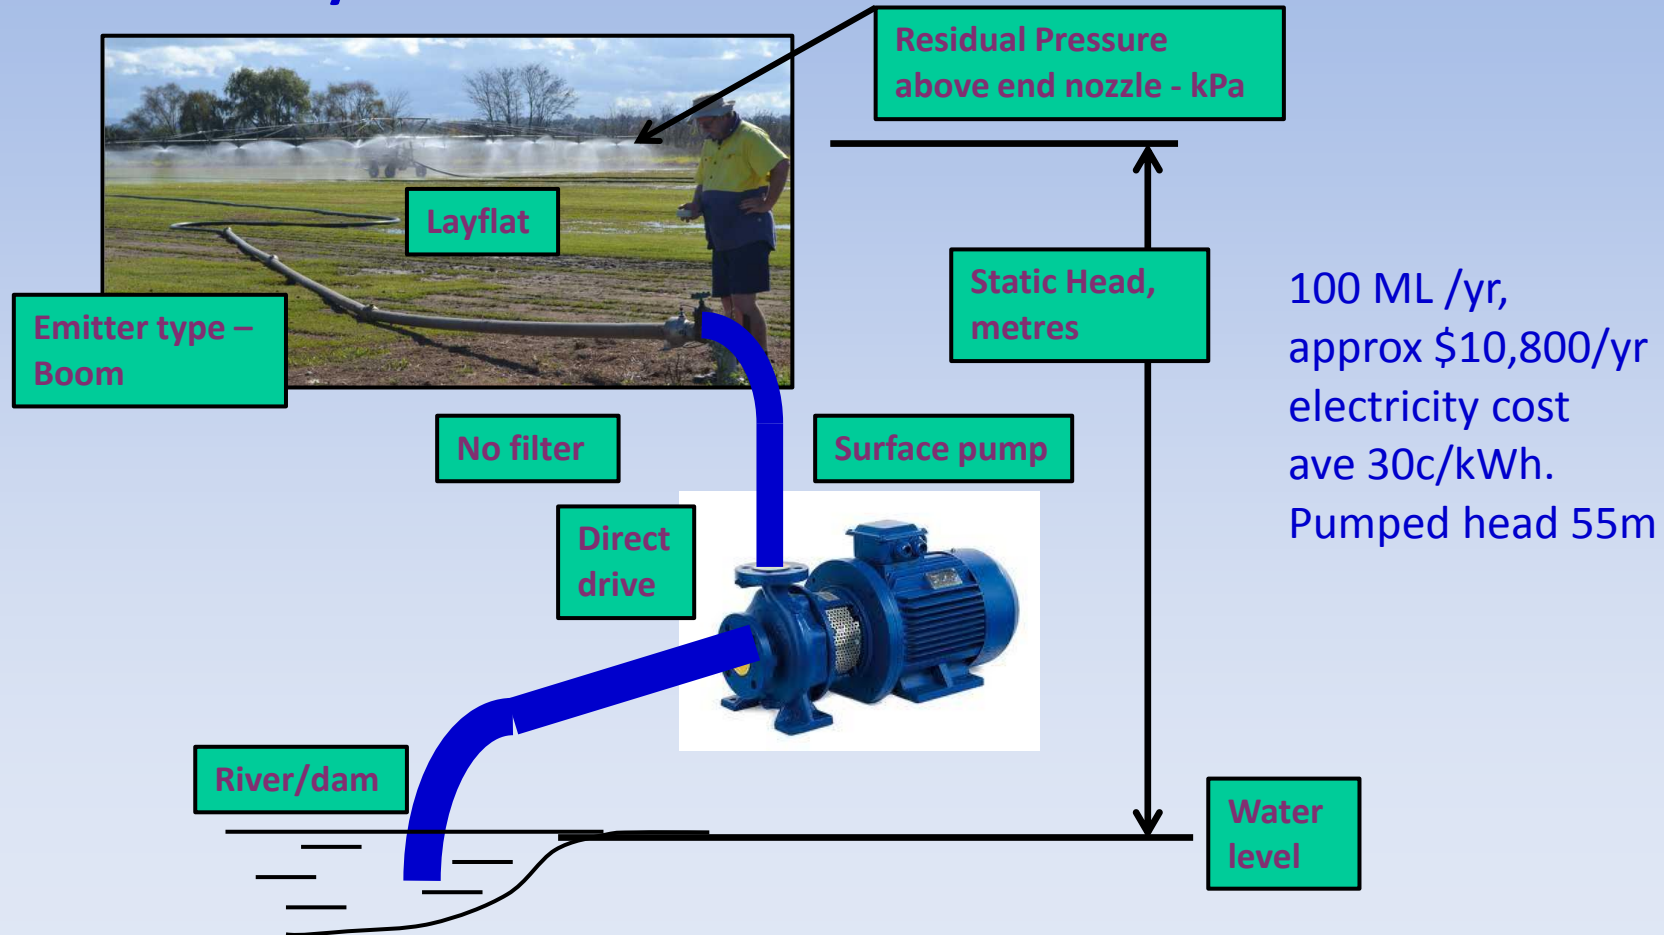 Residual Pressure
above end nozzle - kPa
Layflat
Static Head,
metres
Emitter type –
Boom
100 ML /yr,
approx $10,800/yr
electricity cost
ave 30c/kWh.
Pumped head 55m
No filter
Surface pump
Direct
drive
River/dam
Water
level